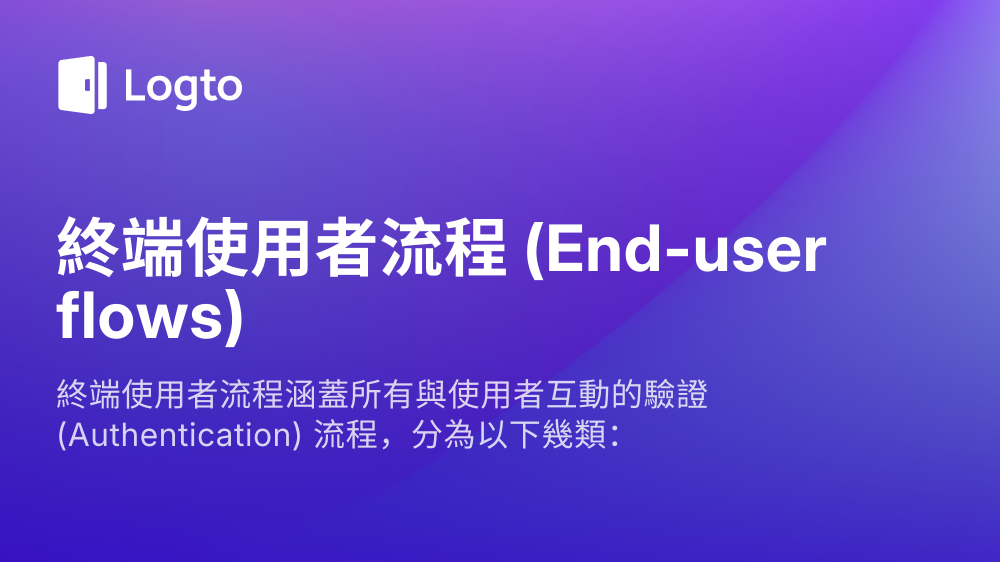 Logto
終端使用者流程 (End-user
flows)
終端使用者流程涵蓋所有與使用者互動的驗證
(Authentication) 流程，分為以下幾類：